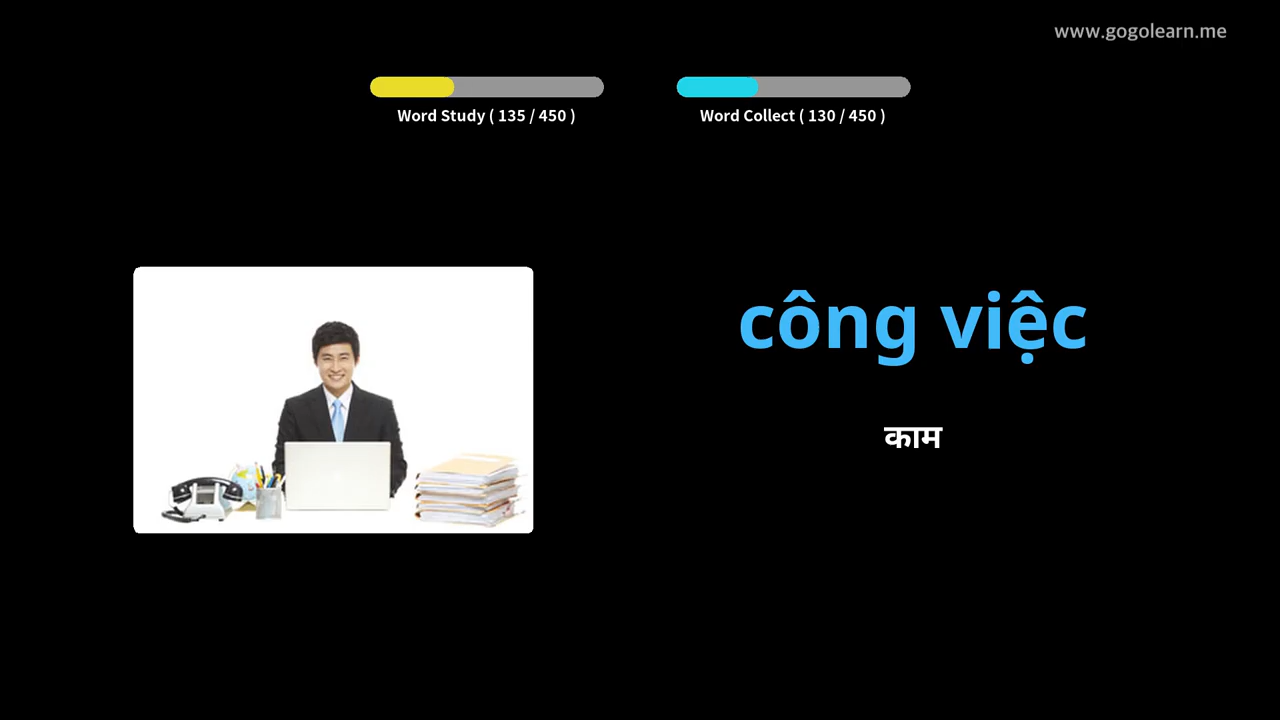 www.gogolearn.me
Word Study ( 135 / 450 )
Word Collect ( 130 / 450 )
công việc
काम